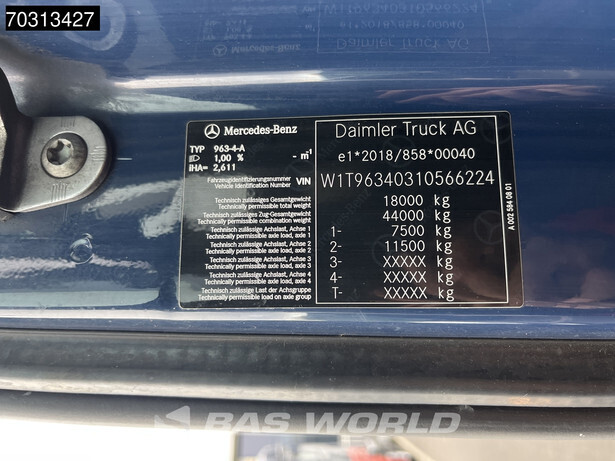 70313427
Mercedes-Benz
TYP 963-4-A
1,00 % - m⁻¹
iHA= 2,611
Daimler Truck AG
e1*2018/858*00040
Fahrzeugidentifizierungsnummer
Vehicle Identification Number VIN W1T96340310566224
Technisch zulässiges Gesamtgewicht
Technically permissible total weight 18000 kg
Technisch zulässiges Zug-Gesamtgewicht
Technically permissible combination weight 44000 kg
Technisch zulässige Achslast, Achse 1
Technically permissible axle load, axle 1 1- 7500 kg
Technisch zulässige Achslast, Achse 2
Technically permissible axle load, axle 2 2- 11500 kg
Technisch zulässige Achslast, Achse 3
Technically permissible axle load, axle 3 3- XXXXX kg
Technisch zulässige Achslast, Achse 4
Technically permissible axle load, axle 4 4- XXXXX kg
Technisch zulässige Last der Achsgruppe
Technically permissible load on axle group T- XXXXX kg
A 002 584 08 01
BAS WORLD